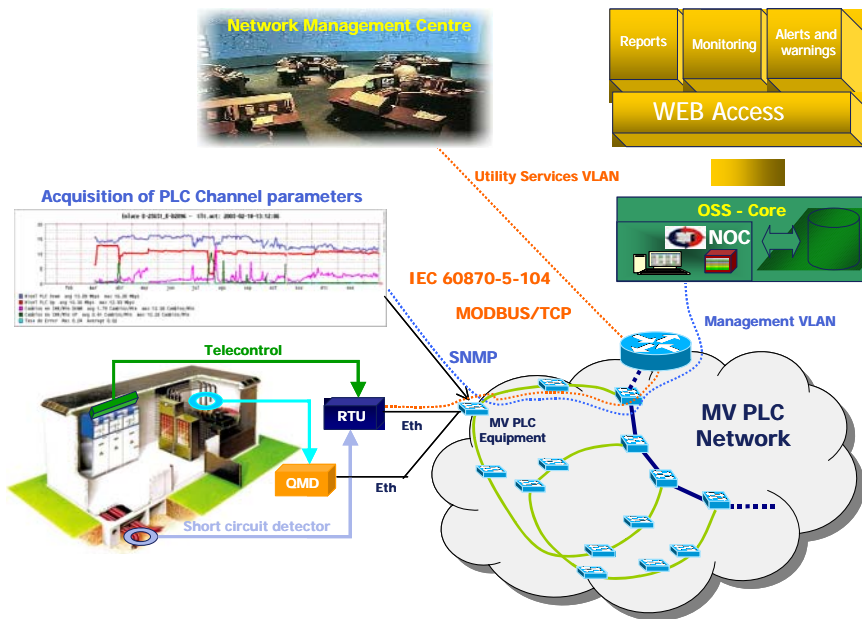 Network Management Centre
Reports
Monitoring
Alerts and
warnings
WEB Access
Utility Services VLAN
Acquisition of PLC Channel parameters
OSS - Core
NOC
IEC 60870-5-104
MODBUS/TCP
Management VLAN
SNMP
Telecontrol
RTU
Eth
MV PLC
Equipment
MV PLC
Network
QMD
Eth
Short circuit detector